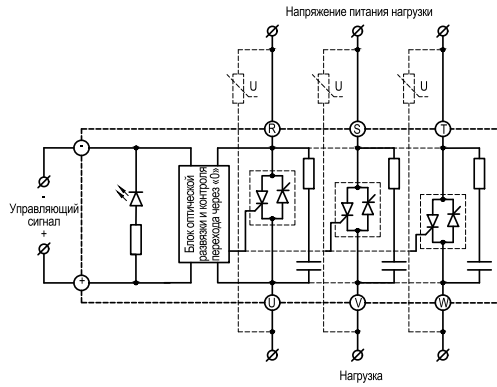 Напряжение питания нагрузки
U
U
U
R
S
T
-
-
Управляющий
сигнал
+
+
Блок оптической
развязки и контроля
перехода через «0»
U
V
W
Нагрузка